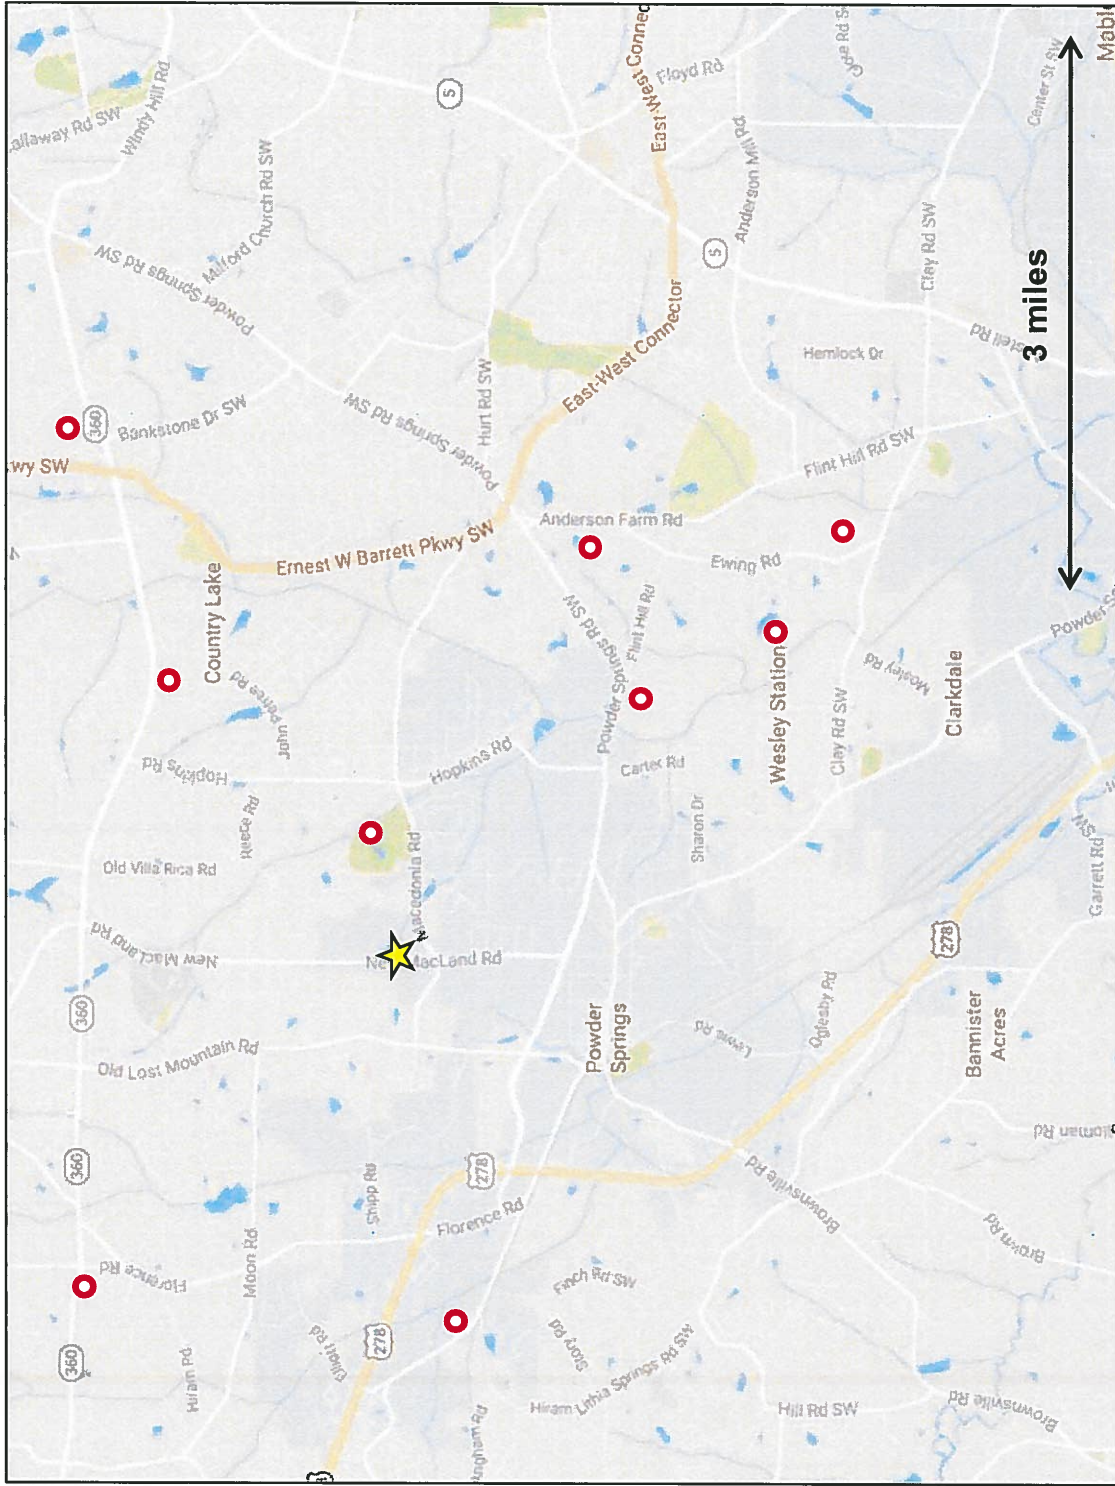 allaway Rd SW
Windy Hill Rd
Powder Springs Rd SW
Milford Church Rd SW
5
Floyd Rd
East-West Connec
East-West Connector
Anderson Mill Rd
5
Center St SW
Mabl
Clay Rd SW
3 miles
Hemlock Dr
Hurt Rd SW
Powder Springs Rd SW
360
Bankstone Dr SW
wy SW
Flint Hill Rd SW
Anderson Farm Rd
Ernest W Barrett Pkwy SW
Ewing Rd
Country Lake
John Petree Rd
Powder Springs Rd SW
Flint Hill Rd
Powder Springs Rd SW
Wesley Station
Mosley Rd
Clay Rd SW
Clarkdale
Powder S
Hopkins Rd
Hopkins Rd
Carter Rd
Reece Rd
Sharon Dr
Old Villa Rica Rd
Macedonia Rd
Garrett Rd
SW
New MacLand Rd
New MacLand Rd
278
360
Old Lost Mountain Rd
Powder
Springs
Lewis Rd
Oglesby Rd
Bannister
Acres
360
Shipp Rd
278
Florence Rd
Brownsville Rd
Florence Rd
Moon Rd
Finch Rd SW
Brown Rd
360
Hiram Rd
Elliott Rd
278
Story Rd
Hiram Lithia Springs Rd SW
Hill Rd SW
Brownsville Rd